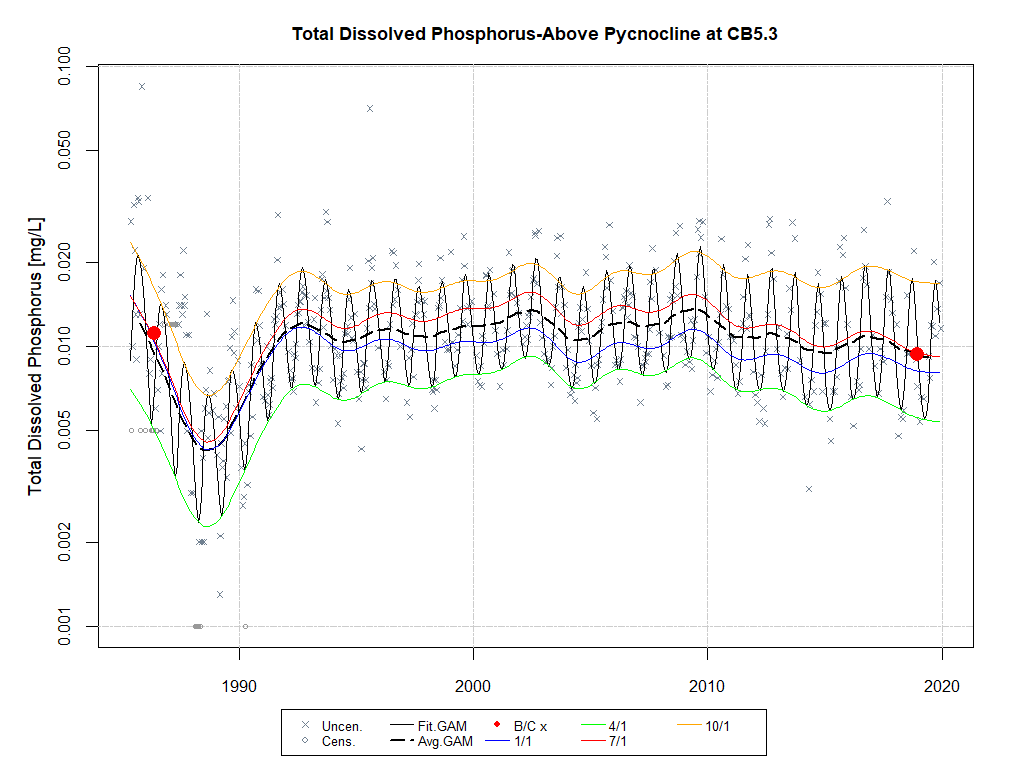 Total Dissolved Phosphorus-Above Pycnocline at CB5.3
Total Dissolved Phosphorus [mg/L]
0.100
0.050
0.020
0.010
0.005
0.002
0.001
1990 2000 2010 2020
Uncen. Fit.GAM B/C x 4/1 10/1
Cens. Avg.GAM 1/1 7/1